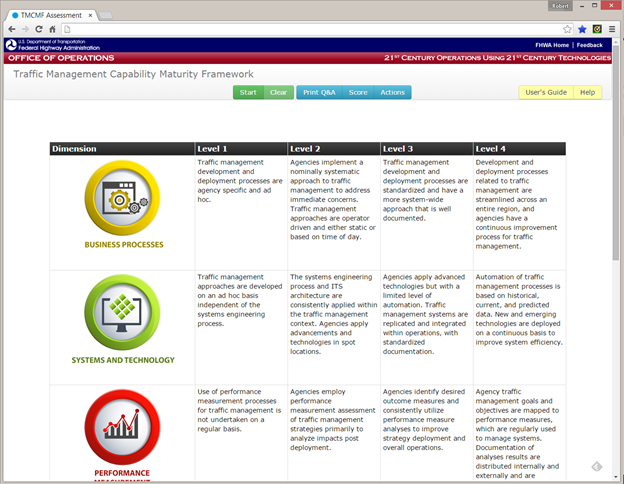 Robert
TMCMF Assessment
U.S. Department of Transportation
Federal Highway Administration
FHWA Home | Feedback
OFFICE OF OPERATIONS
21ST CENTURY OPERATIONS USING 21ST CENTURY TECHNOLOGIES
Traffic Management Capability Maturity Framework
Start Clear Print Q&A Score Actions User's Guide Help
Dimension Level 1 Level 2 Level 3 Level 4
BUSINESS PROCESSES
Traffic management
development and
deployment processes are
agency specific and ad
hoc.
Agencies implement a
nominally systematic
approach to traffic
management to address
immediate concerns.
Traffic management
approaches are operator
driven and either static or
based on time of day.
Traffic management
development and
deployment processes are
standardized and have a
more system-wide
approach that is well
documented.
Development and
deployment processes
related to traffic
management are
streamlined across an
entire region, and
agencies have a
continuous improvement
process for traffic
management.
SYSTEMS AND TECHNOLOGY
Traffic management
approaches are developed
on an ad hoc basis
independent of the
systems engineering
process.
The systems engineering
process and ITS
architecture are
consistently applied within
the traffic management
context. Agencies apply
advancements and
technologies in spot
locations.
Agencies apply advanced
technologies but with a
limited level of
automation. Traffic
management systems are
replicated and integrated
within operations, with
standardized
documentation.
Automation of traffic
management processes is
based on historical,
current, and predicted
data. New and emerging
technologies are deployed
on a continuous basis to
improve system efficiency.
PERFORMANCE
MEASUREMENT
Use of performance
measurement processes
for traffic management is
not undertaken on a
regular basis.
Agencies employ
performance
measurement assessment
of traffic management
strategies primarily to
analyze impacts post
deployment.
Agencies identify desired
outcome measures and
consistently utilize
performance measure
analyses to improve
strategy deployment and
overall operations.
Agency traffic
management goals and
objectives are mapped to
performance measures,
which are regularly used
to manage systems.
Documentation of
analyses results are
distributed internally and
externally and are